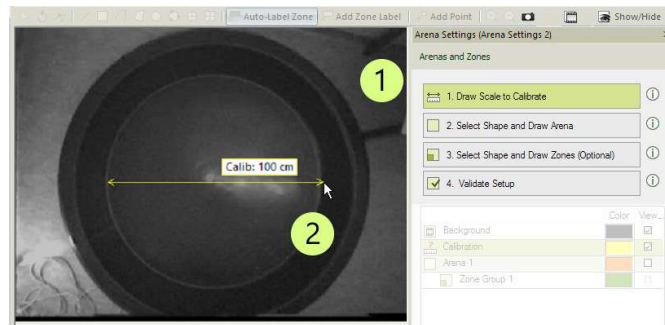 Auto-Label Zone Add Zone Label Add Point Show/Hide
Arena Settings (Arena Settings 2)
Arenas and Zones
1
1. Draw Scale to Calibrate
2. Select Shape and Draw Arena
3. Select Shape and Draw Zones (Optional)
4. Validate Setup
Calib: 100 cm
2
Color View...
Background
Calibration
Arena 1
Zone Group 1